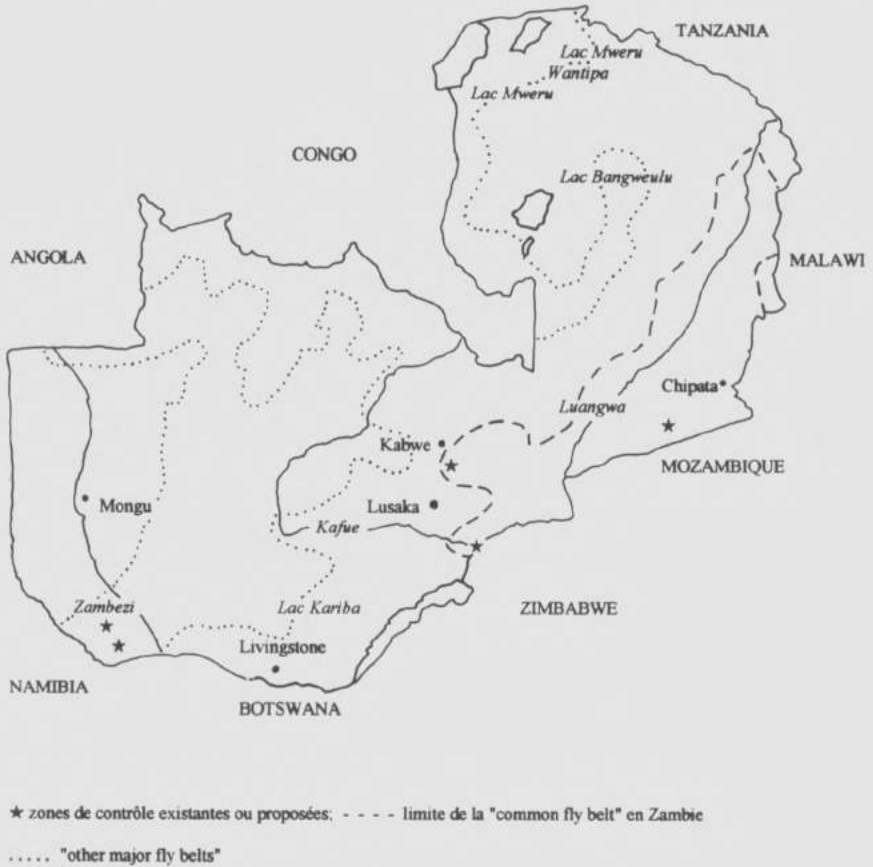 TANZANIA
Lac Mweru
Wantipa
Lac Mweru
CONGO
Lac Bangweulu
ANGOLA
MALAWI
Chipata
Luangwa
Kabwe
MOZAMBIQUE
Mongu
Lusaka
Kafue
Zambezi
Lac Kariba
ZIMBABWE
Livingstone
NAMIBIA
BOTSWANA
★ zones de contrôle existantes ou proposées; - - - - limite de la "common fly belt" en Zambie
..... "other major fly belts"